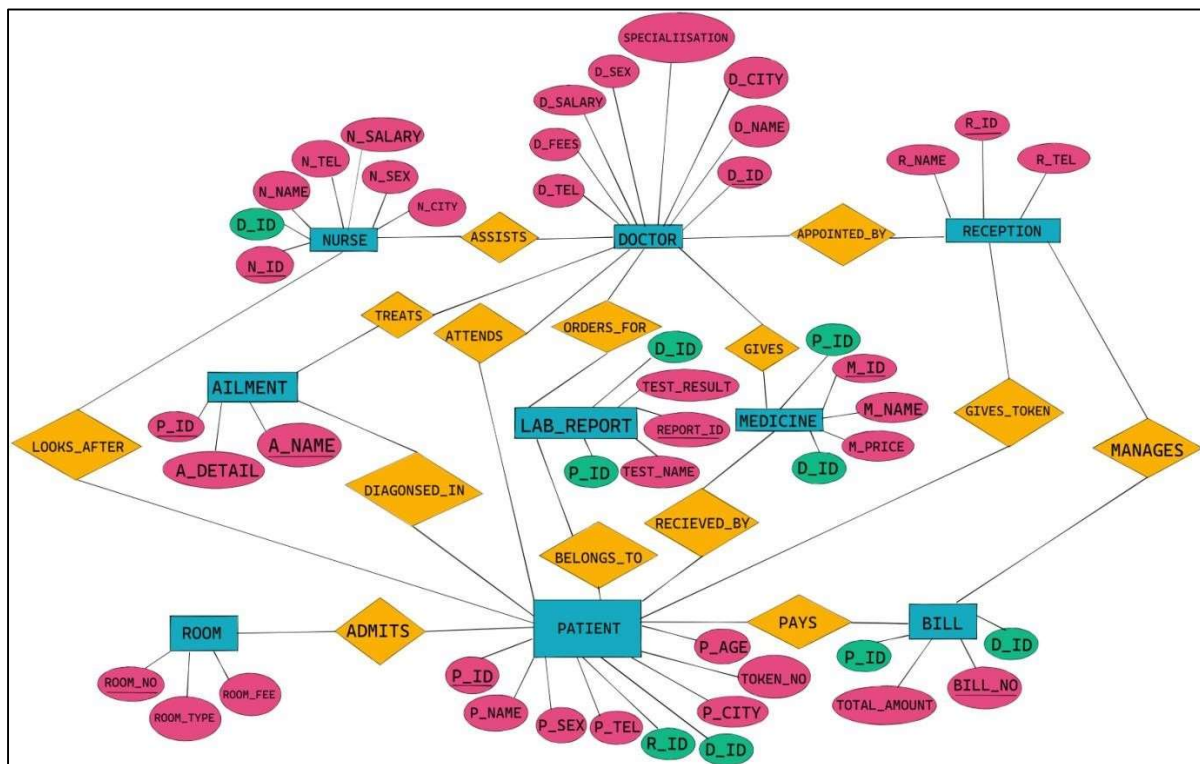 SPECIALIISATION
D_SEX
D_CITY
D_SALARY
D_NAME
D_FEES
D_ID
D_TEL
N_SALARY
N_TEL
N_SEX
N_NAME
N_CITY
D_ID
N_ID
R_ID
R_NAME
R_TEL
NURSE
ASSISTS
DOCTOR
APPOINTED_BY
RECEPTION
TREATS
ATTENDS
ORDERS_FOR
GIVES
D_ID
P_ID
AILMENT
TEST_RESULT
M_ID
P_ID
A_NAME
A_DETAIL
LAB_REPORT
REPORT_ID
P_ID
TEST_NAME
MEDICINE
M_NAME
M_PRICE
D_ID
GIVES_TOKEN
LOOKS_AFTER
MANAGES
DIAGONSED_IN
RECIEVED_BY
BELONGS_TO
ROOM
ADMITS
PATIENT
PAYS
BILL
ROOM_NO
ROOM_TYPE
ROOM_FEE
P_ID
P_NAME
P_SEX
P_TEL
R_ID
D_ID
P_CITY
TOKEN_NO
P_AGE
P_ID
D_ID
TOTAL_AMOUNT
BILL_NO